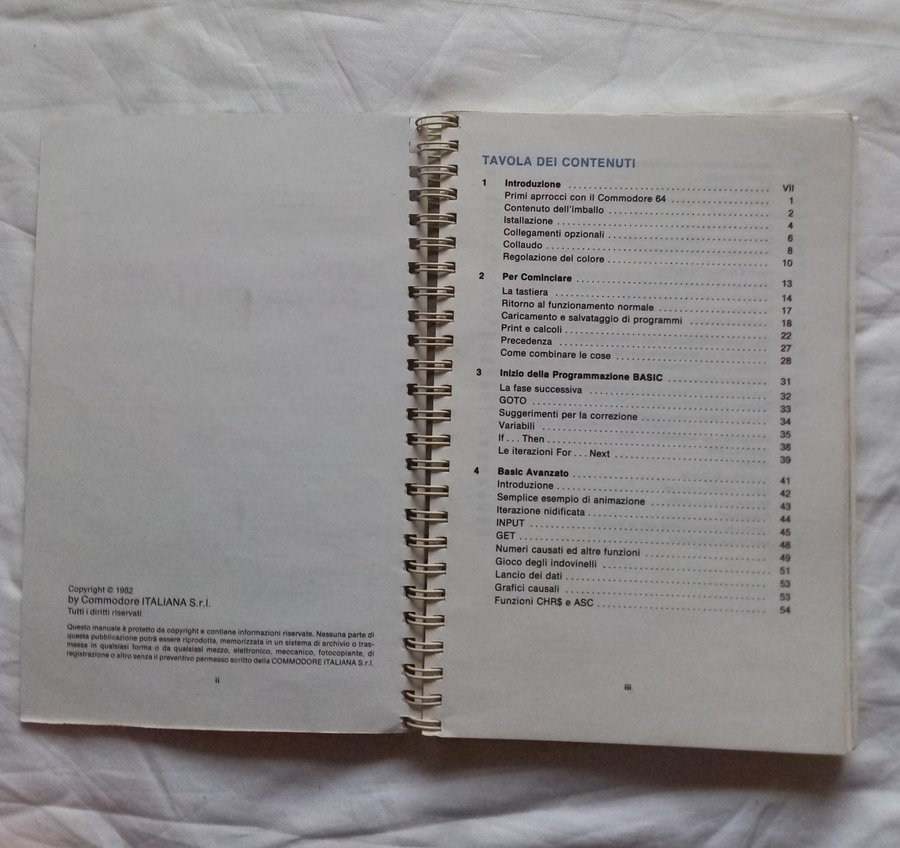 Copyright © 1982
by Commodore ITALIANA S.r.l.
Tutti i diritti riservati
Questo manuale è protetto da copyright e contiene informazioni riservate. Nessuna parte di
questa pubblicazione potrà essere riprodotta, memorizzata in un sistema di archivio o tras-
messa in qualsiasi forma o da qualsiasi mezzo, elettronico, meccanico, fotocopiante, di
registrazione o altro senza il preventivo permesso scritto della COMMODORE ITALIANA S.r.l.
ii
TAVOLA DEI CONTENUTI
1 Introduzione ........ VII
Primi aprrocci con il Commodore 64 ........ 1
Contenuto dell'imballo ........ 2
Istallazione ........ 4
Collegamenti opzionali ........ 6
Collaudo ........ 8
Regolazione del colore ........ 10
2 Per Cominciare ........ 13
La tastiera ........ 14
Ritorno al funzionamento normale ........ 17
Caricamento e salvataggio di programmi ........ 18
Print e calcoli ........ 22
Precedenza ........ 27
Come combinare le cose ........ 28
3 Inizio della Programmazione BASIC ........ 31
La fase successiva ........ 32
GOTO ........ 33
Suggerimenti per la correzione ........ 34
Variabili ........ 35
If . . . Then ........ 38
Le iterazioni For . . . Next ........ 39
4 Basic Avanzato ........ 41
Introduzione ........ 42
Semplice esempio di animazione ........ 43
Iterazione nidificata ........ 44
INPUT ........ 45
GET ........ 48
Numeri causati ed altre funzioni ........ 49
Gioco degli indovinelli ........ 51
Lancio dei dati ........ 53
Grafici causali ........ 53
Funzioni CHR$ e ASC ........ 54
iii